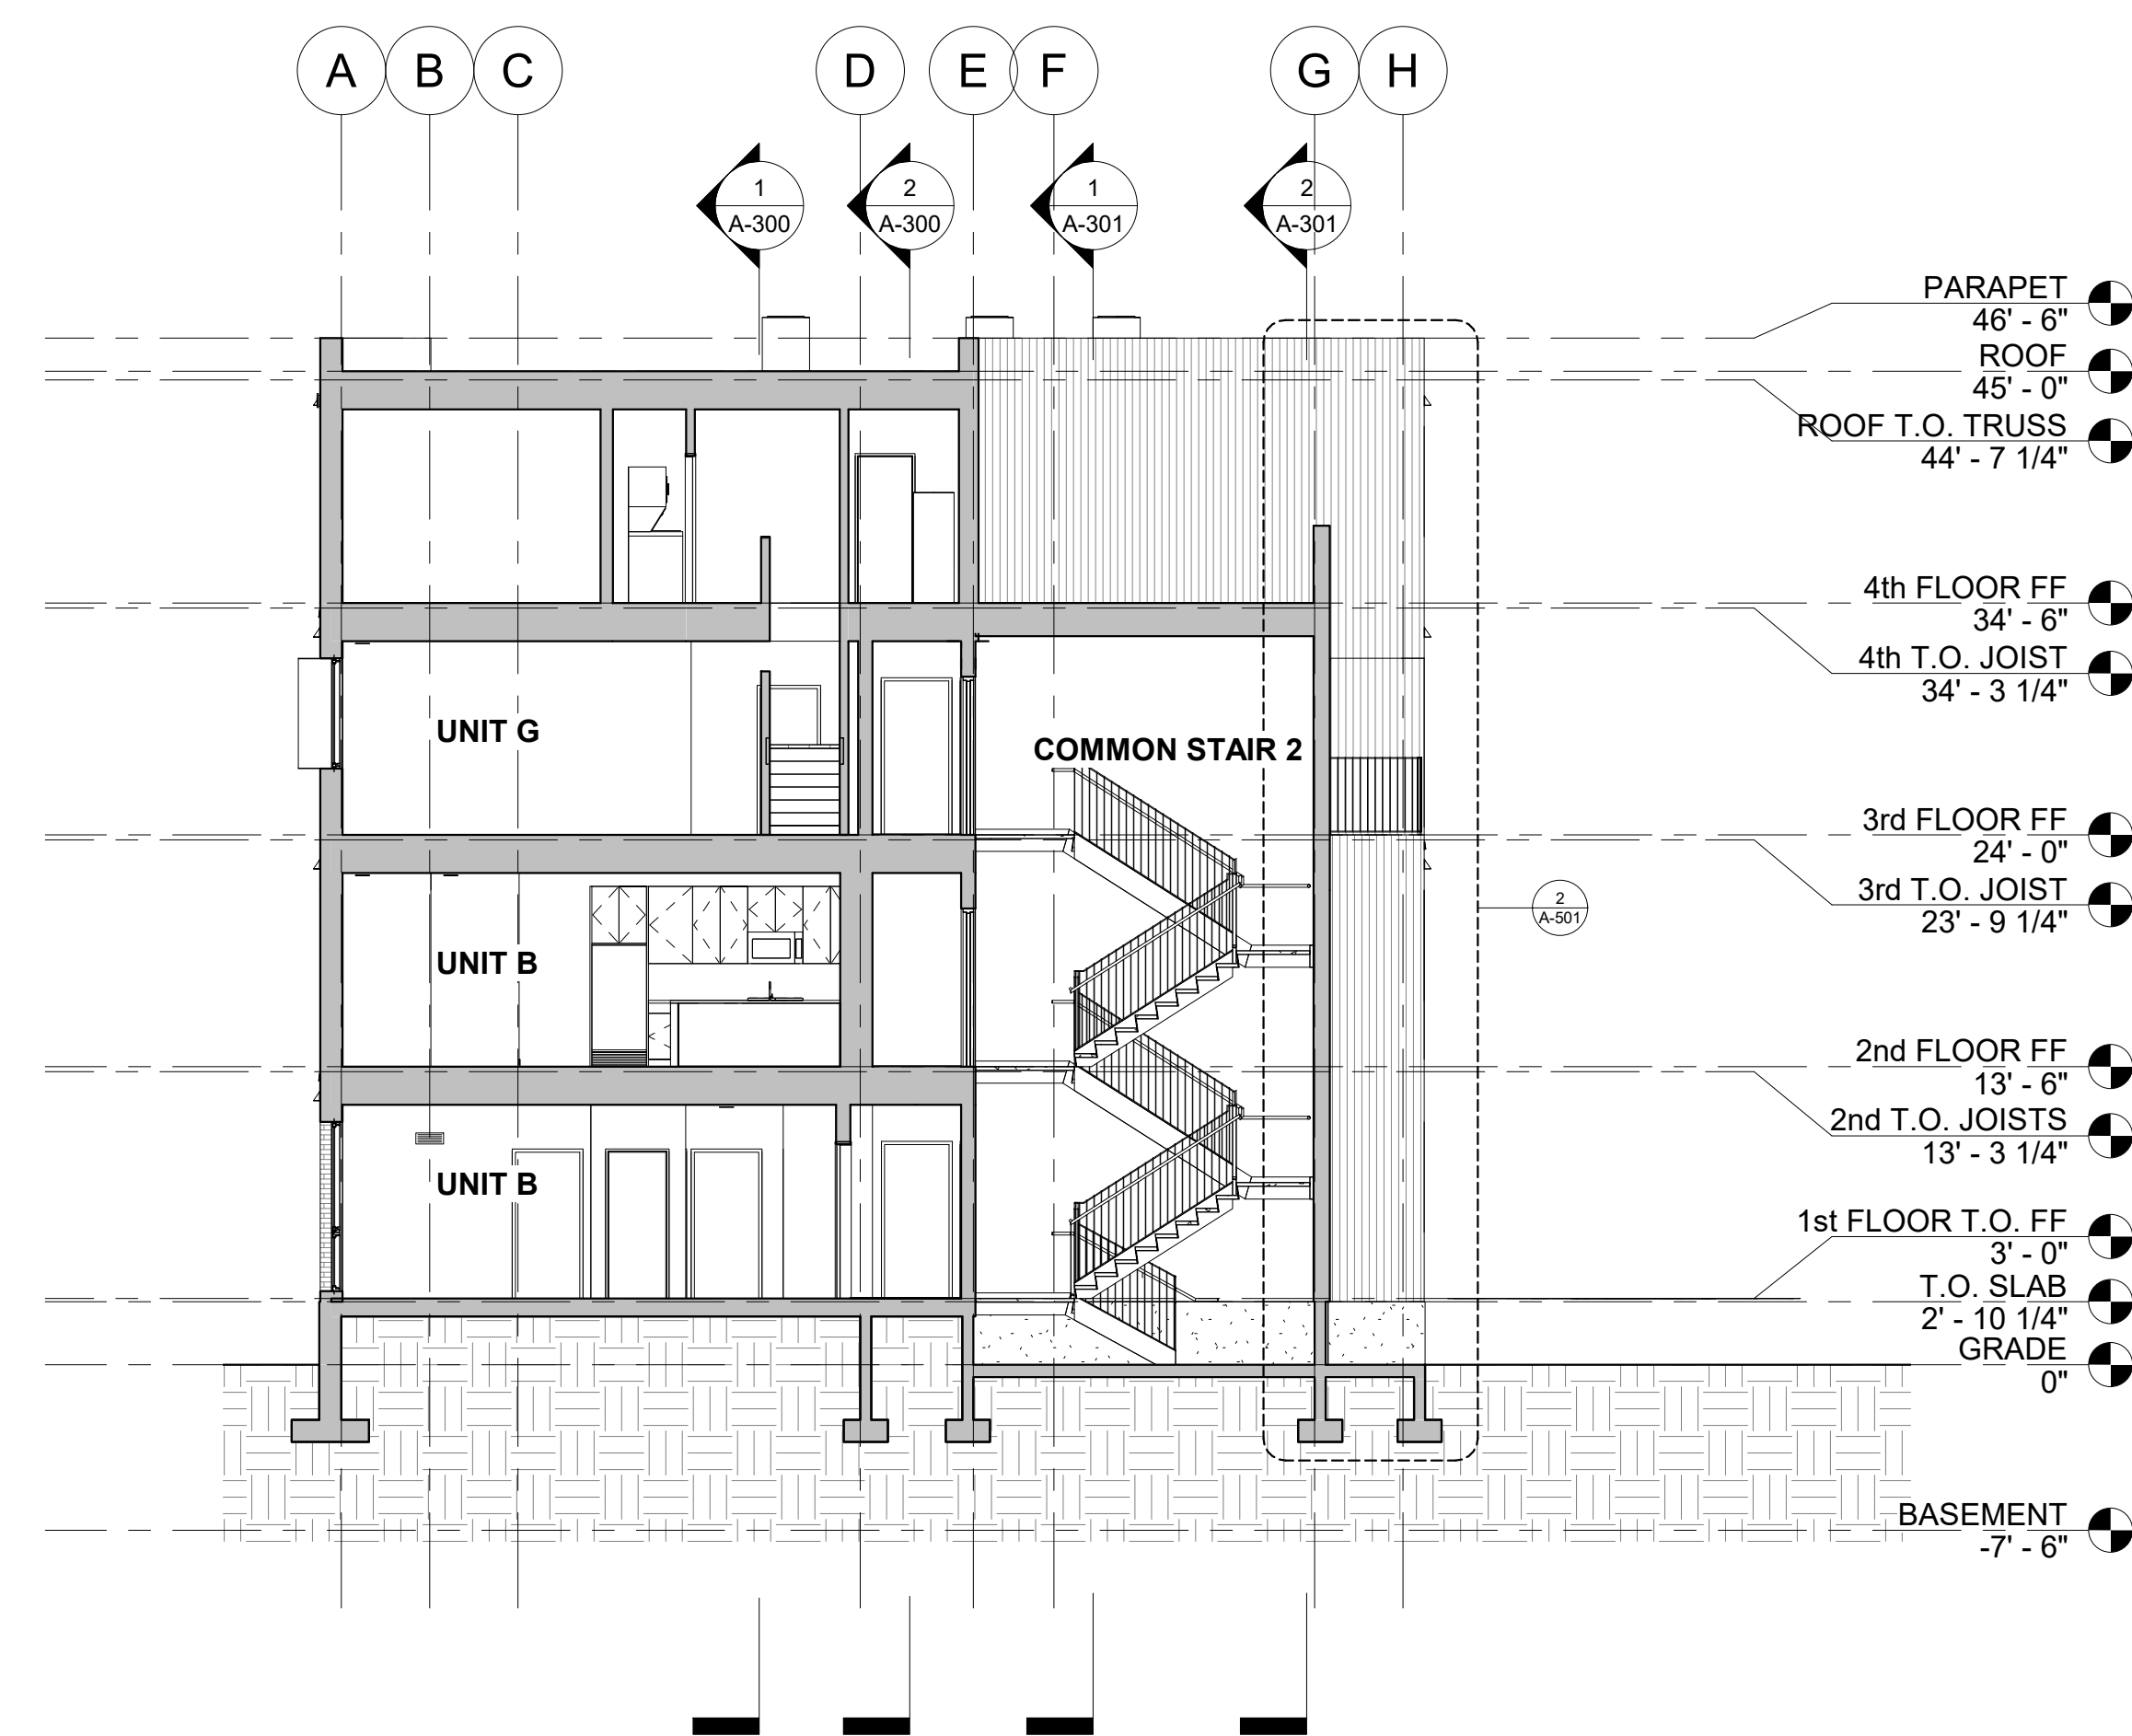 A B C D E F G H
1
A-300
2
A-300
1
A-301
2
A-301
PARAPET
46' - 6"
ROOF
45' - 0"
ROOF T.O. TRUSS
44' - 7 1/4"
4th FLOOR FF
34' - 6"
4th T.O. JOIST
34' - 3 1/4"
UNIT G
COMMON STAIR 2
3rd FLOOR FF
24' - 0"
3rd T.O. JOIST
23' - 9 1/4"
2
A-501
UNIT B
2nd FLOOR FF
13' - 6"
2nd T.O. JOISTS
13' - 3 1/4"
UNIT B
1st FLOOR T.O. FF
3' - 0"
T.O. SLAB
2' - 10 1/4"
GRADE
0"
BASEMENT
-7' - 6"